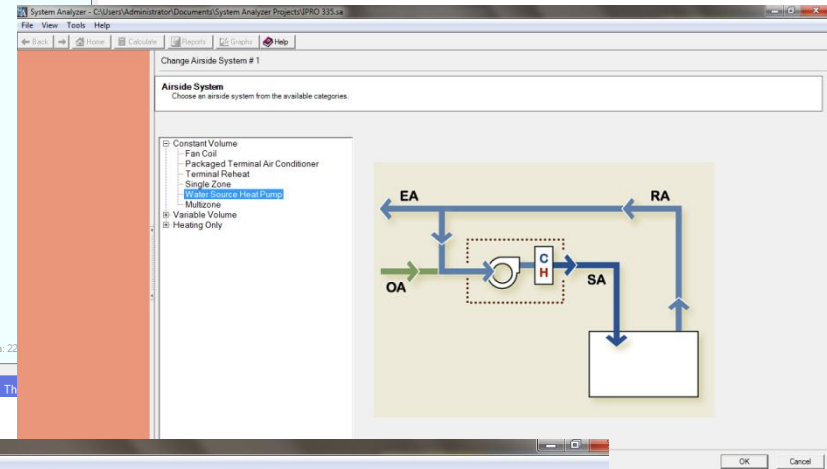 System Analyzer - C:\Users\Administrator\Documents\System Analyzer Projects\IPRO 335.sa
File View Tools Help
Back Home Calculate Reports Graphs Help
Change Airside System # 1
Airside System
Choose an airside system from the available categories.
Constant Volume
Fan Coil
Packaged Terminal Air Conditioner
Terminal Reheat
Single Zone
Water Source Heat Pump
Multizone
Variable Volume
Heating Only
EA
RA
OA
C
H
SA
: 22
Th
OK Cancel